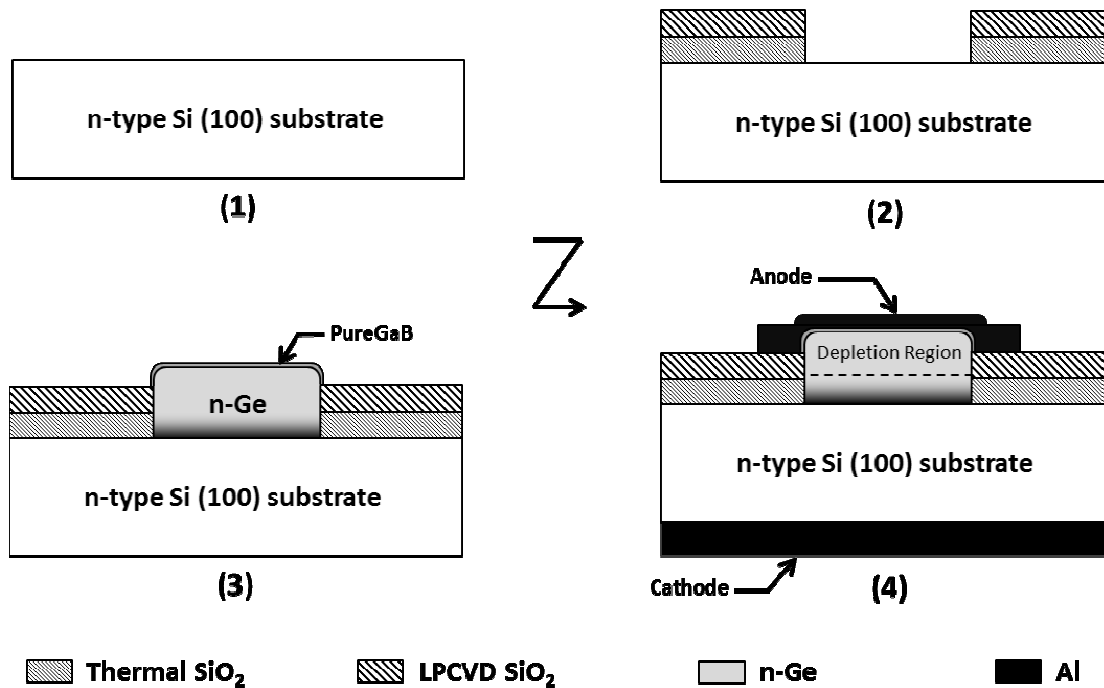 n-type Si (100) substrate
(1)
n-type Si (100) substrate
(2)
PureGaB
n-Ge
n-type Si (100) substrate
(3)
Anode
Depletion Region
n-type Si (100) substrate
Cathode
(4)
Thermal SiO₂
LPCVD SiO₂
n-Ge
Al